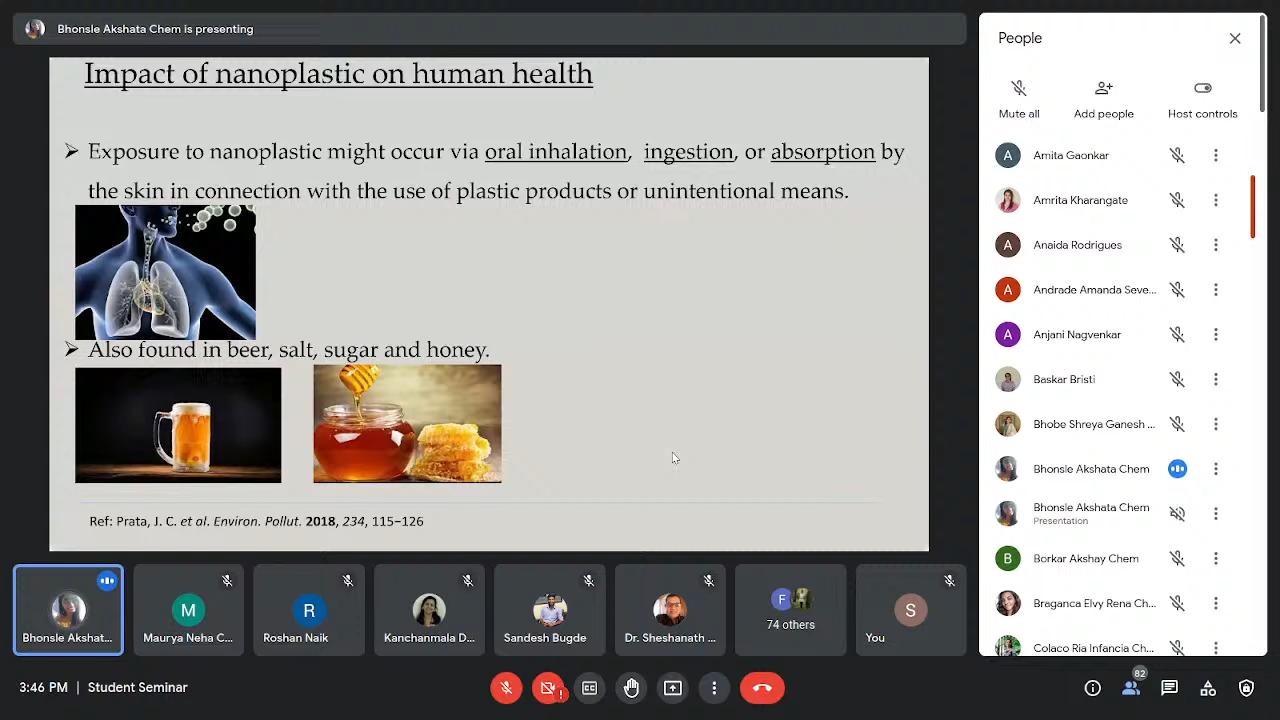 Bhonsle Akshata Chem is presenting
Impact of nanoplastic on human health
➢ Exposure to nanoplastic might occur via oral inhalation, ingestion, or absorption by
the skin in connection with the use of plastic products or unintentional means.
➢ Also found in beer, salt, sugar and honey.
Ref: Prata, J. C. et al. Environ. Pollut. 2018, 234, 115–126
People
Mute all
Add people
Host controls
A Amita Gaonkar
Amrita Kharangate
A Anaida Rodrigues
A Andrade Amanda Seve...
A Anjani Nagvenkar
Baskar Bristi
Bhobe Shreya Ganesh ...
Bhonsle Akshata Chem
Bhonsle Akshata Chem
Presentation
B Borkar Akshay Chem
Braganca Elvy Rena Ch...
Colaco Ria Infancia Ch...
Bhonsle Akshat...
M
Maurya Neha C...
R
Roshan Naik
Kanchanmala D...
Sandesh Bugde
Dr. Sheshanath ...
F
74 others
S
You
3:46 PM | Student Seminar
CC
82